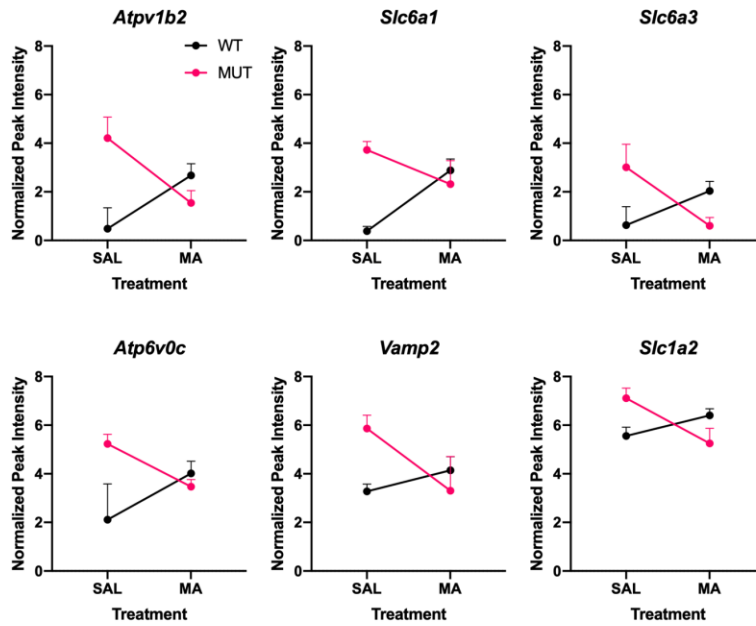 Atpv1b2
Slc6a1
Slc6a3
WT
MUT
Normalized Peak Intensity
8
6
4
2
0
SAL
MA
Treatment
Normalized Peak Intensity
8
6
4
2
0
SAL
MA
Treatment
Normalized Peak Intensity
8
6
4
2
0
SAL
MA
Treatment
Atp6v0c
Vamp2
Slc1a2
Normalized Peak Intensity
8
6
4
2
0
SAL
MA
Treatment
Normalized Peak Intensity
8
6
4
2
0
SAL
MA
Treatment
Normalized Peak Intensity
8
6
4
2
0
SAL
MA
Treatment